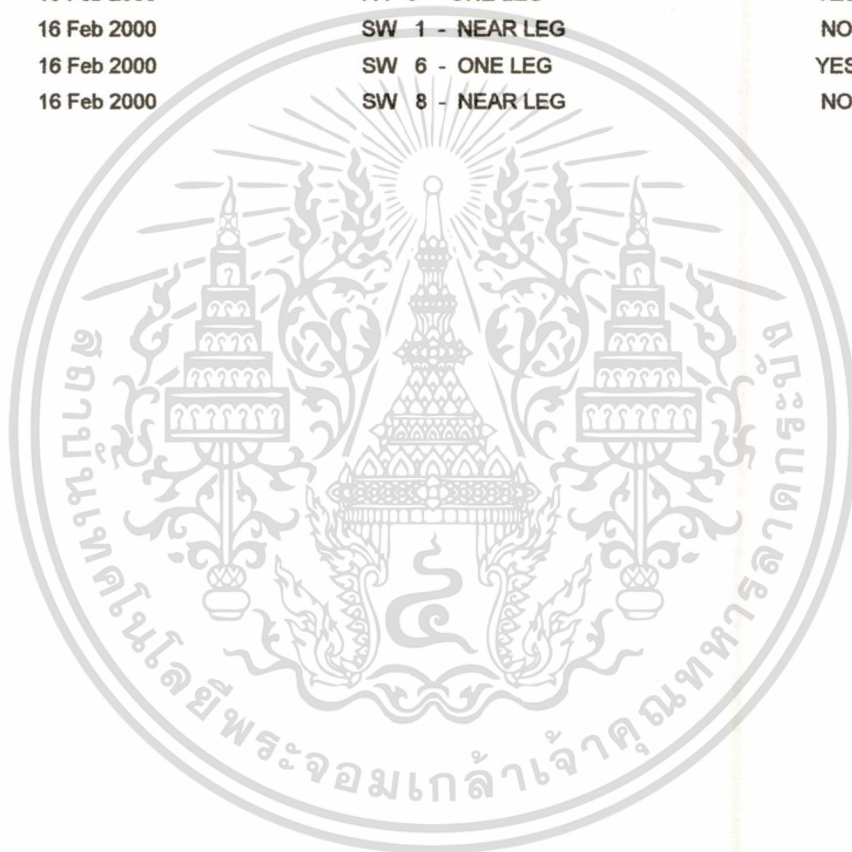 16 Feb 2000 SW 1 - NEAR LEG NO
16 Feb 2000 SW 6 - ONE LEG YES
16 Feb 2000 SW 8 - NEAR LEG NO
สถาบันเทคโนโลยีพระจอมเกล้าเจ้าคุณทหารลาดกระบัง
๔